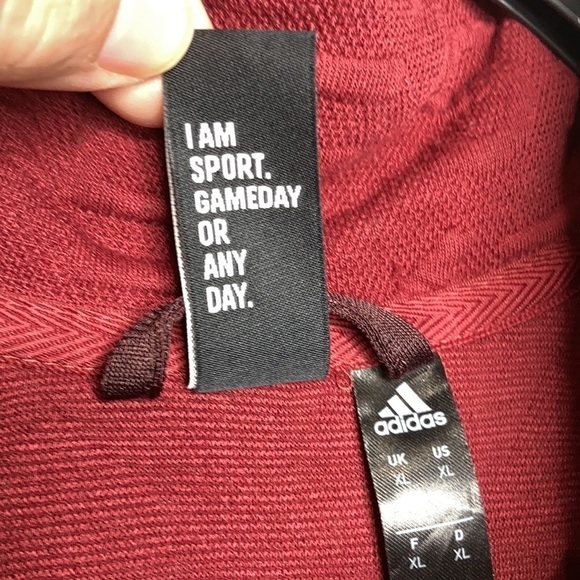 I AM
SPORT.
GAMEDAY
OR
ANY
DAY.
adidas
UK US
XL XL
F D
XL XL